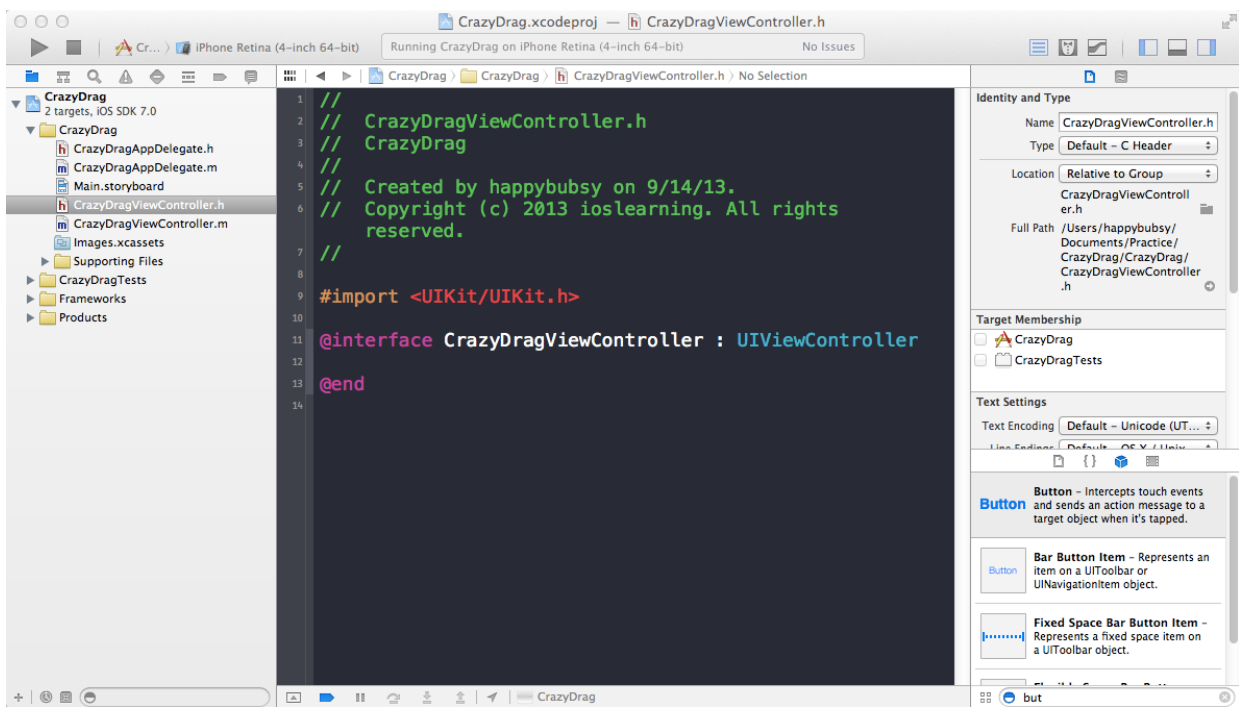 CrazyDrag.xcodeproj — h CrazyDragViewController.h
Cr... 〉 iPhone Retina (4-inch 64-bit)
Running CrazyDrag on iPhone Retina (4-inch 64-bit) No Issues
CrazyDrag 〉 CrazyDrag 〉 h CrazyDragViewController.h 〉 No Selection
CrazyDrag
2 targets, iOS SDK 7.0
CrazyDrag
h CrazyDragAppDelegate.h
m CrazyDragAppDelegate.m
Main.storyboard
h CrazyDragViewController.h
m CrazyDragViewController.m
Images.xcassets
Supporting Files
CrazyDragTests
Frameworks
Products
1 //
2 // CrazyDragViewController.h
3 // CrazyDrag
4 //
5 // Created by happybubsy on 9/14/13.
6 // Copyright (c) 2013 ioslearning. All rights
reserved.
7 //
8
9 #import <UIKit/UIKit.h>
10
11 @interface CrazyDragViewController : UIViewController
12
13 @end
14
CrazyDrag
Identity and Type
Name CrazyDragViewController.h
Type Default – C Header
Location Relative to Group
CrazyDragViewControll
er.h
Full Path /Users/happybubsy/
Documents/Practice/
CrazyDrag/CrazyDrag/
CrazyDragViewController
.h
Target Membership
CrazyDrag
CrazyDragTests
Text Settings
Text Encoding Default – Unicode (UT...
{}
Button
Button – Intercepts touch events
and sends an action message to a
target object when it's tapped.
Button
Bar Button Item – Represents an
item on a UIToolbar or
UINavigationItem object.
Fixed Space Bar Button Item –
Represents a fixed space item on
a UIToolbar object.
but